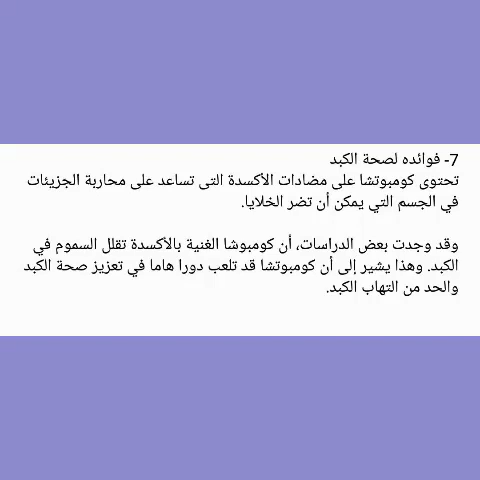 7- فوائده لصحة الكبد
تحتوى كومبوتشا على مضادات الأكسدة التى تساعد على محاربة الجزيئات
في الجسم التي يمكن أن تضر الخلايا.
وقد وجدت بعض الدراسات، أن كومبوشا الغنية بالأكسدة تقلل السموم في
الكبد. وهذا يشير إلى أن كومبوتشا قد تلعب دورا هاما في تعزيز صحة الكبد
والحد من التهاب الكبد.